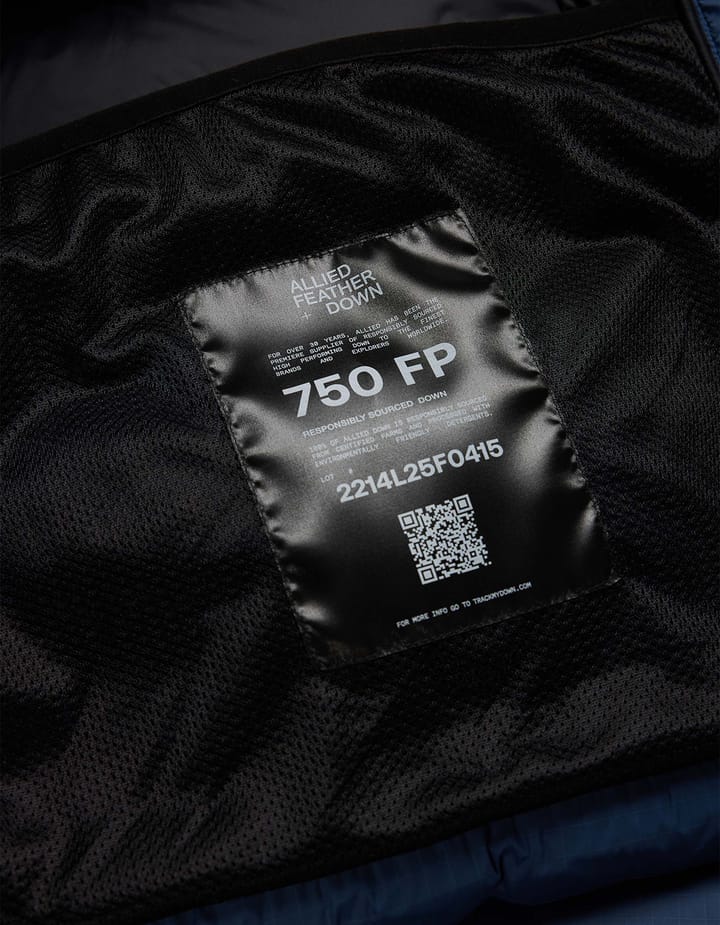 ALLIED
FEATHER
+ DOWN
FOR OVER 30 YEARS, ALLIED HAS BEEN THE
PREMIERE SUPPLIER OF RESPONSIBLY SOURCED
HIGH PERFORMING DOWN TO THE FINEST
BRANDS AND EXPLORERS WORLDWIDE.
750 FP
RESPONSIBLY SOURCED DOWN
100% OF ALLIED DOWN IS RESPONSIBLY SOURCED
FROM CERTIFIED FARMS AND PROCESSED WITH
ENVIRONMENTALLY FRIENDLY DETERGENTS.
LOT #
2214L25F0415
FOR MORE INFO GO TO TRACKMYDOWN.COM